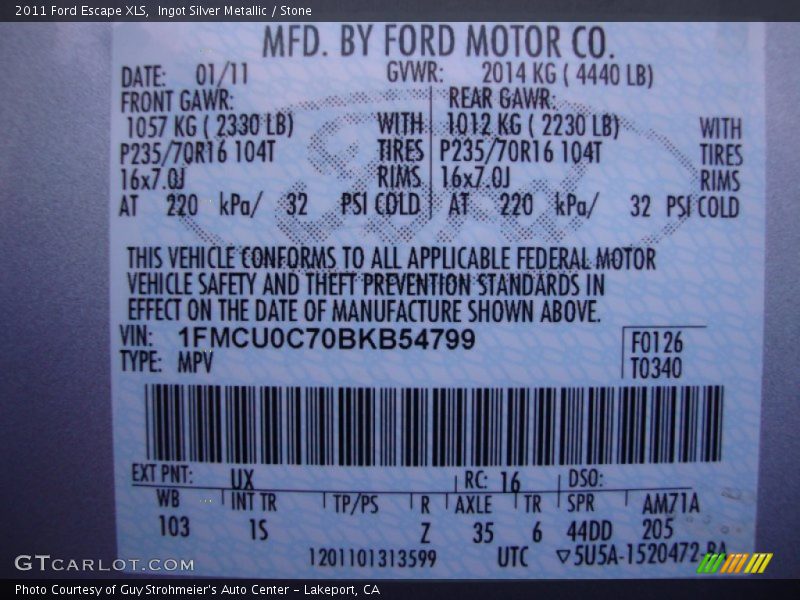 2011 Ford Escape XLS, Ingot Silver Metallic / Stone
MFD. BY FORD MOTOR CO.
DATE: 01/11 GVWR: 2014 KG ( 4440 LB)
FRONT GAWR: REAR GAWR:
1057 KG ( 2330 LB) WITH 1012 KG ( 2230 LB) WITH
P235/70R16 104T TIRES P235/70R16 104T TIRES
16x7.0J RIMS 16x7.0J RIMS
AT 220 kPa/ 32 PSI COLD AT 220 kPa/ 32 PSI COLD
THIS VEHICLE CONFORMS TO ALL APPLICABLE FEDERAL MOTOR
VEHICLE SAFETY AND THEFT PREVENTION STANDARDS IN
EFFECT ON THE DATE OF MANUFACTURE SHOWN ABOVE.
VIN: 1FMCU0C70BKB54799 F0126
TYPE: MPV T0340
EXT PNT: UX RC: 16 DSO:
WB INT TR TP/PS R AXLE TR SPR AM71A
103 1S Z 35 6 44DD 205
1201101313599 UTC ▽5U5A-1520472-BA
GTCARLOT.COM
Photo Courtesy of Guy Strohmeier's Auto Center – Lakeport, CA